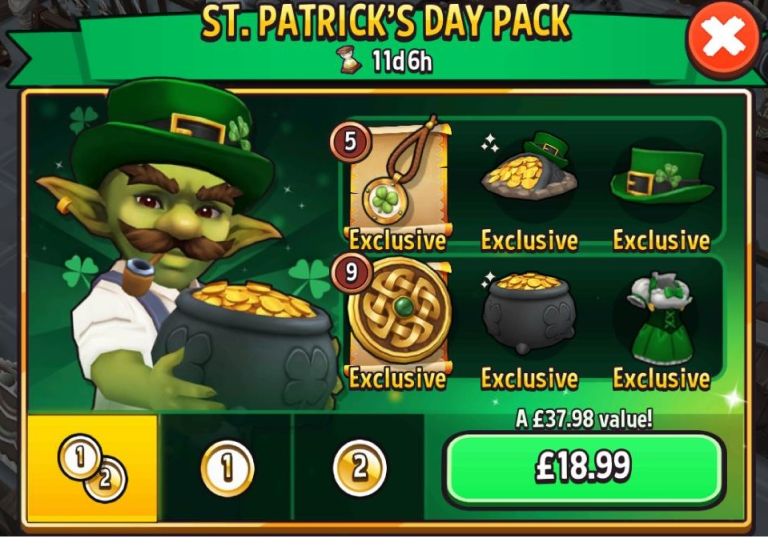 ST. PATRICK'S DAY PACK
11d 6h
5
Exclusive
Exclusive
Exclusive
9
Exclusive
Exclusive
Exclusive
1
2
1
2
A £37.98 value!
£18.99